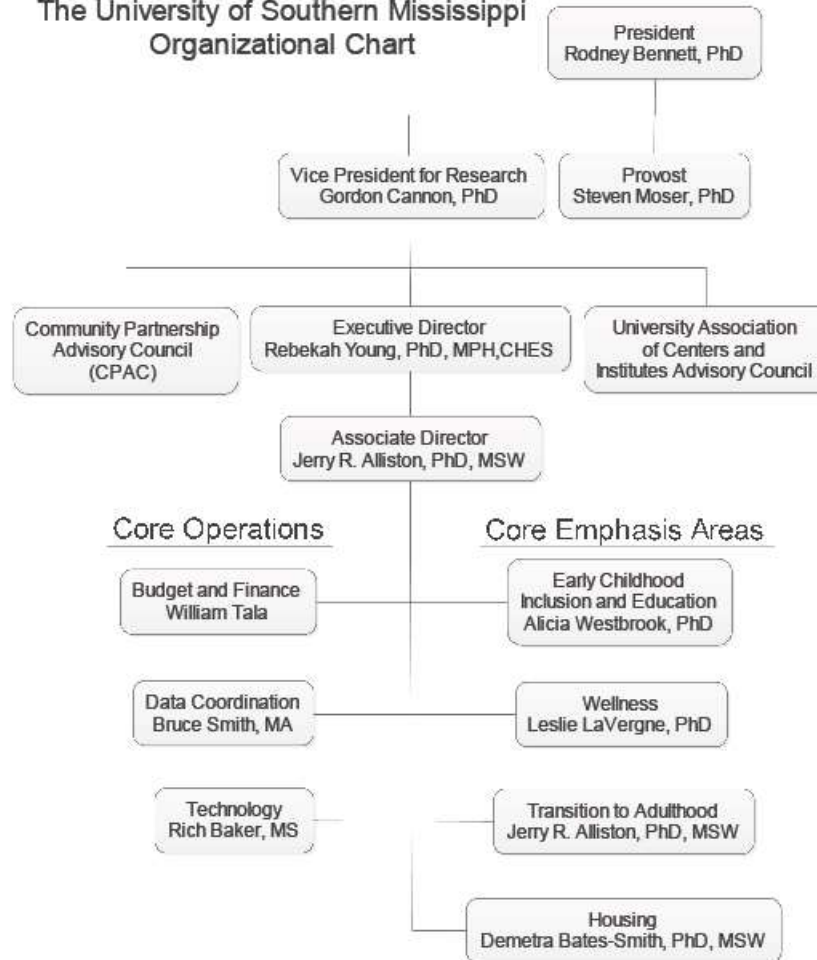 The University of Southern Mississippi
Organizational Chart
President
Rodney Bennett, PhD
Vice President for Research
Gordon Cannon, PhD
Provost
Steven Moser, PhD
Community Partnership
Advisory Council
(CPAC)
Executive Director
Rebekah Young, PhD, MPH,CHES
University Association
of Centers and
Institutes Advisory Council
Associate Director
Jerry R. Alliston, PhD, MSW
Core Operations
Core Emphasis Areas
Budget and Finance
William Tala
Early Childhood
Inclusion and Education
Alicia Westbrook, PhD
Data Coordination
Bruce Smith, MA
Wellness
Leslie LaVergne, PhD
Technology
Rich Baker, MS
Transition to Adulthood
Jerry R. Alliston, PhD, MSW
Housing
Demetra Bates-Smith, PhD, MSW